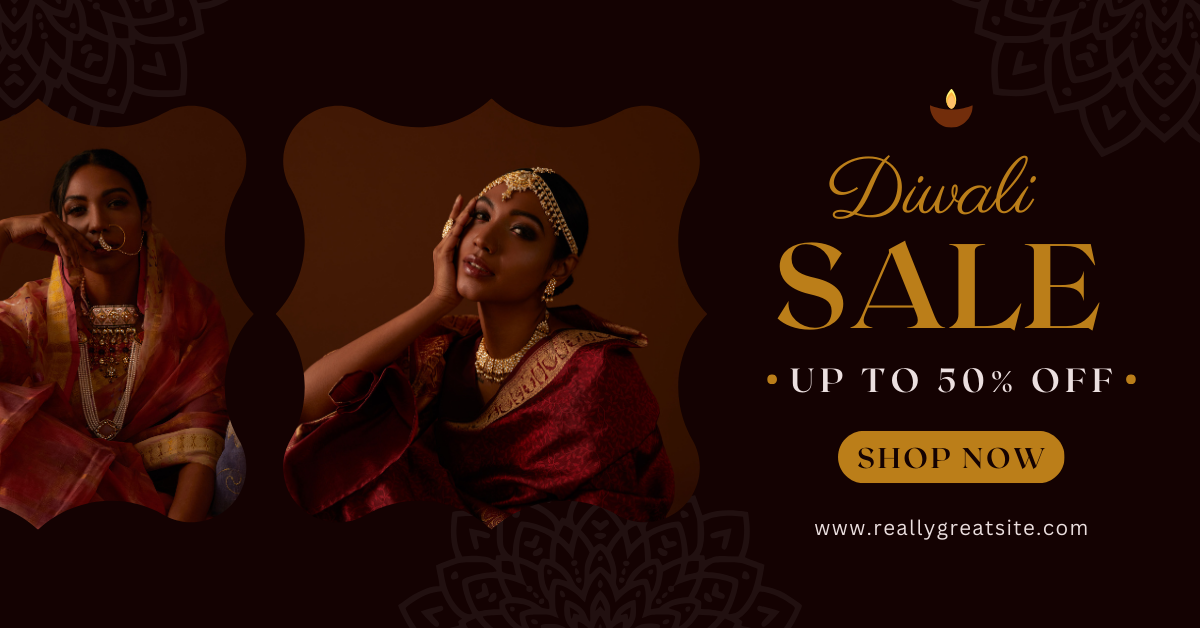 Diwali
SALE
• UP TO 50% OFF •
SHOP NOW
www.reallygreatsite.com